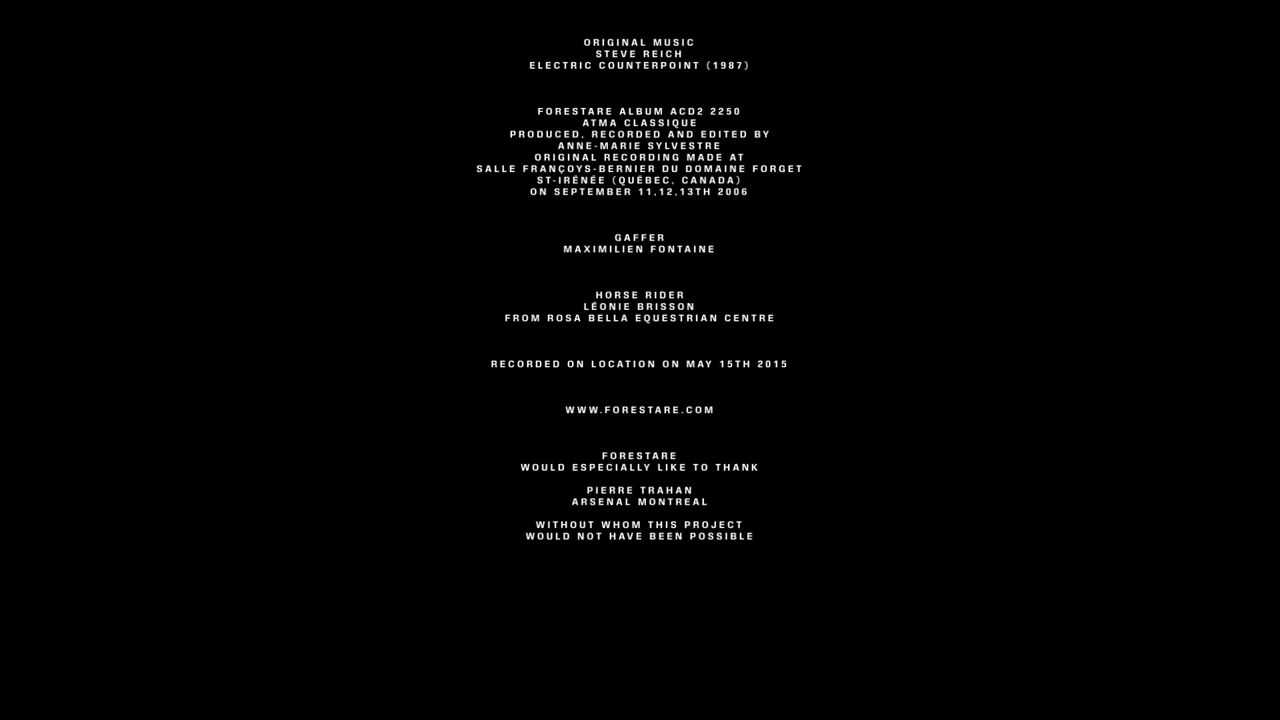 ORIGINAL MUSIC
STEVE REICH
ELECTRIC COUNTERPOINT (1987)
FORESTARE ALBUM ACD2 2250
ATMA CLASSIQUE
PRODUCED, RECORDED AND EDITED BY
ANNE-MARIE SYLVESTRE
ORIGINAL RECORDING MADE AT
SALLE FRANÇOYS-BERNIER DU DOMAINE FORGET
ST-IRÉNÉE (QUÉBEC, CANADA)
ON SEPTEMBER 11,12,13TH 2006
GAFFER
MAXIMILIEN FONTAINE
HORSE RIDER
LÉONIE BRISSON
FROM ROSA BELLA EQUESTRIAN CENTRE
RECORDED ON LOCATION ON MAY 15TH 2015
WWW.FORESTARE.COM
FORESTARE
WOULD ESPECIALLY LIKE TO THANK
PIERRE TRAHAN
ARSENAL MONTREAL
WITHOUT WHOM THIS PROJECT
WOULD NOT HAVE BEEN POSSIBLE